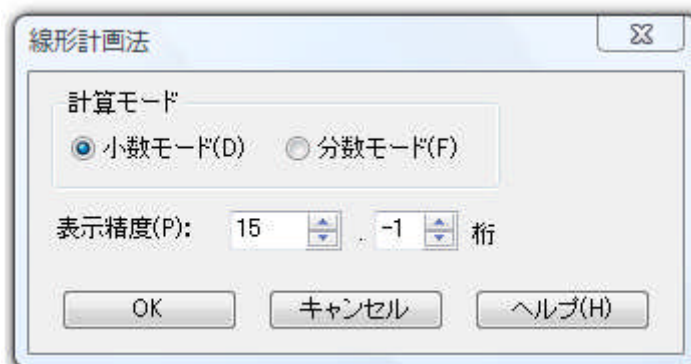 線形計画法
計算モード
小数モード(D) 分数モード(F)
表示精度(P): 15 . -1 桁
OK キャンセル ヘルプ(H)